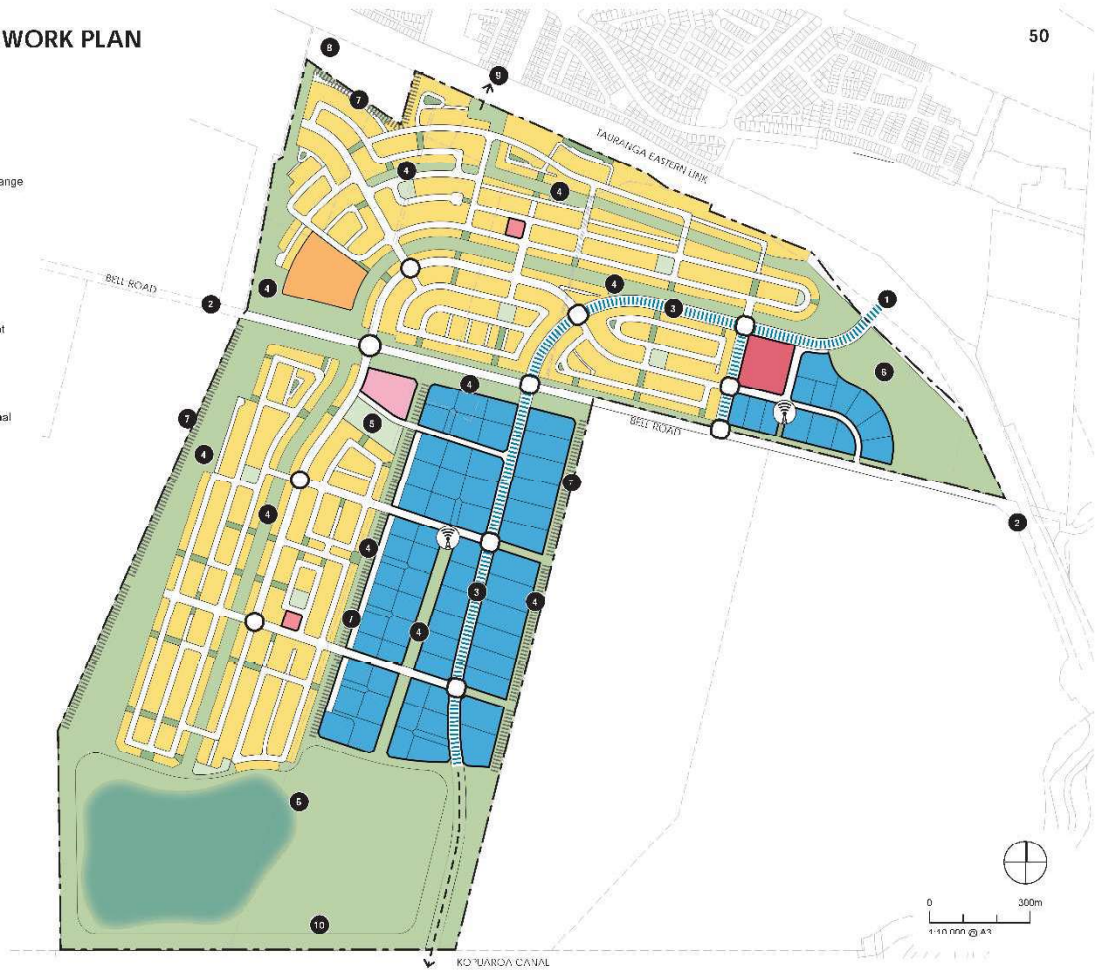 WORK PLAN
50
8
9
7
TAURANGA EASTERN LINK
4
ange
4
BELL ROAD
4
4
1
2
3
nt
6
4
7
nal
5
BELL ROAD
4
7
2
4
4
3
4
7
4
6
0 300m
1:10,000 @ A3
10
KOPUAROA CANAL